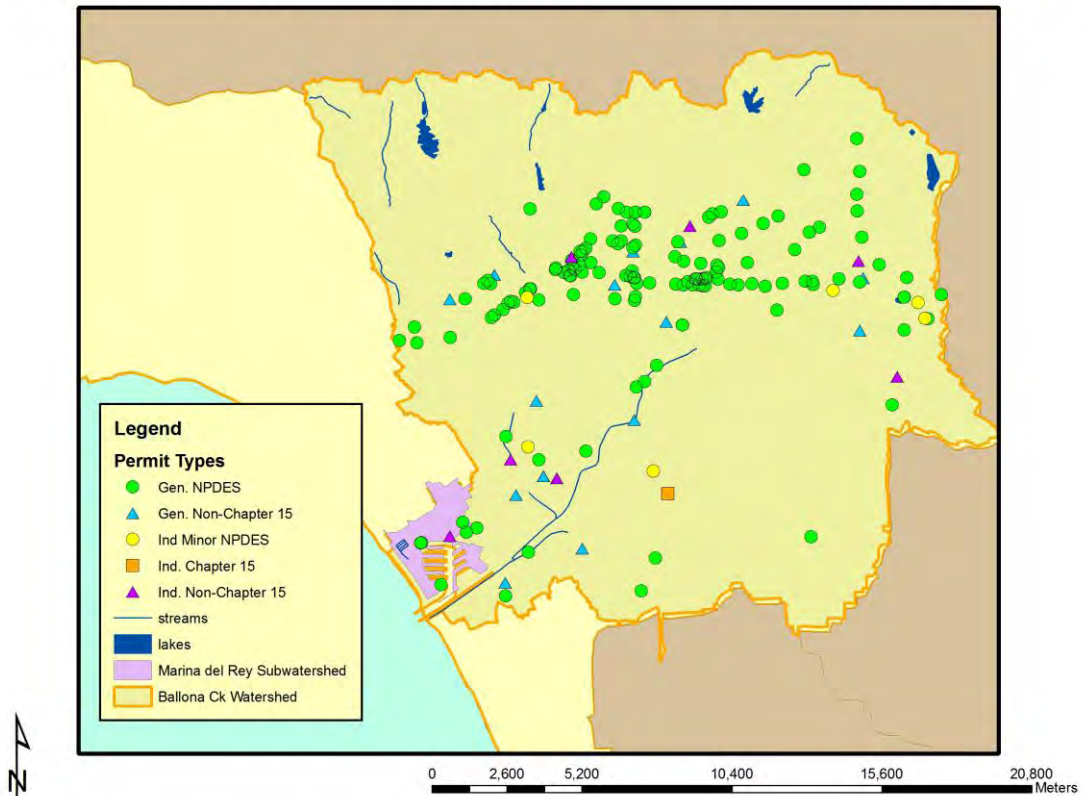 Legend
Permit Types
Gen. NPDES
Gen. Non-Chapter 15
Ind Minor NPDES
Ind. Chapter 15
Ind. Non-Chapter 15
streams
lakes
Marina del Rey Subwatershed
Ballona Ck Watershed
N
0 2,600 5,200 10,400 15,600 20,800
Meters